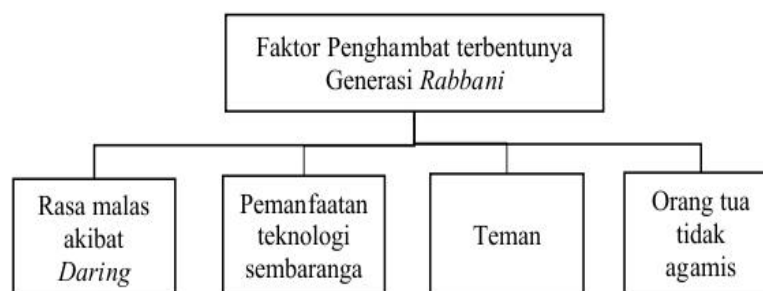 Faktor Penghambat terbentunya
Generasi Rabbani
Rasa malas
akibat
Daring
Pemanfaatan
teknologi
sembaranga
Teman
Orang tua
tidak
agamis